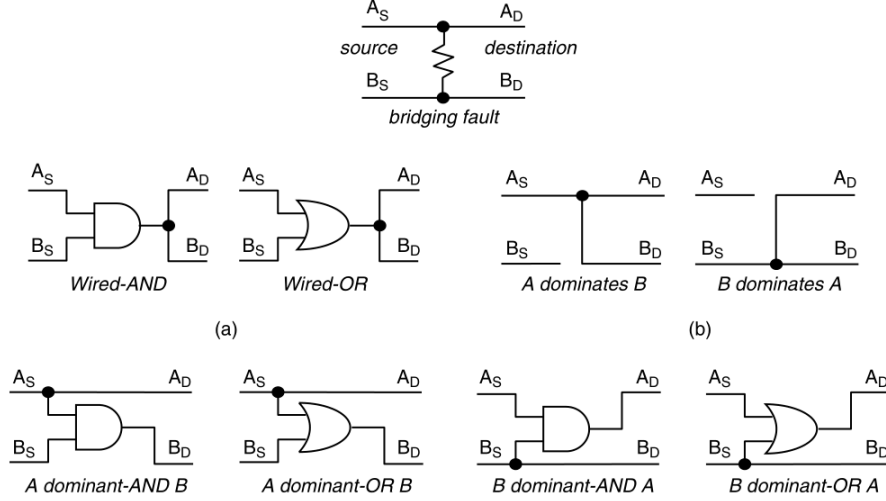 A_S A_D
source destination
B_S B_D
bridging fault
A_S A_D A_S A_D A_S A_D A_S A_D
B_S B_D B_S B_D B_S B_D B_S B_D
Wired-AND Wired-OR A dominates B B dominates A
(a) (b)
A_S A_D A_S A_D A_S A_D A_S A_D
B_S B_D B_S B_D B_S B_D B_S B_D
A dominant-AND B A dominant-OR B B dominant-AND A B dominant-OR A